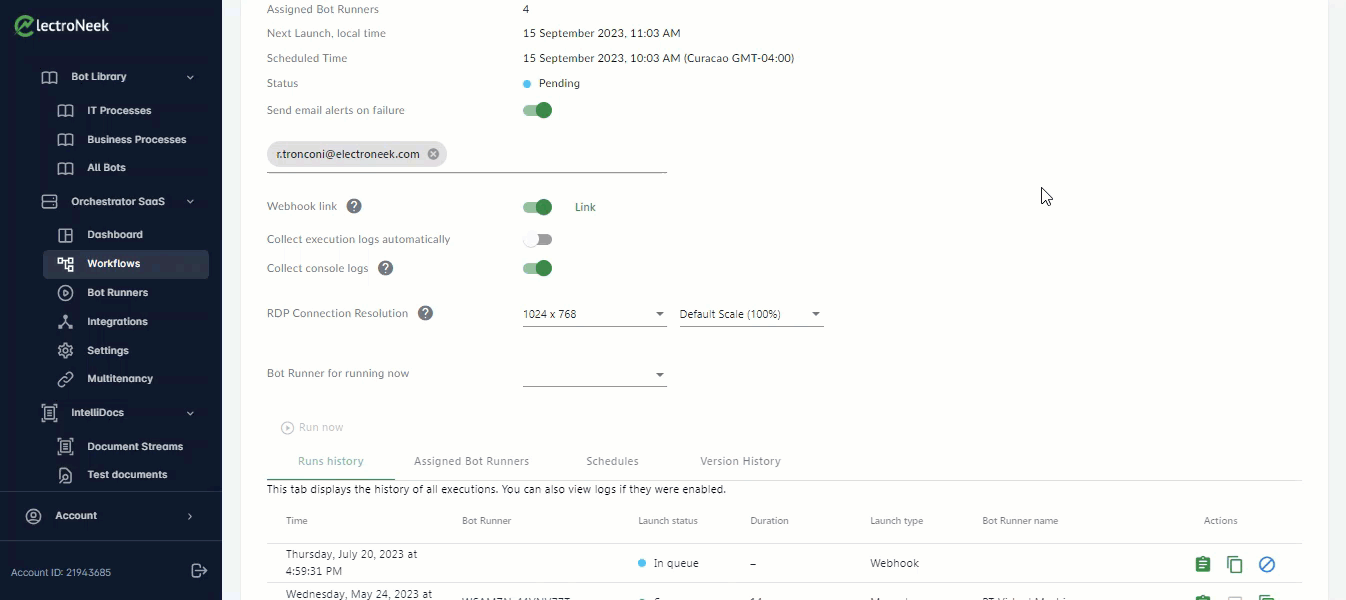 lectroNeek
Bot Library
IT Processes
Business Processes
All Bots
Orchestrator SaaS
Dashboard
Workflows
Bot Runners
Integrations
Settings
Multitenancy
IntelliDocs
Document Streams
Test documents
Account
Account ID: 21943685
Assigned Bot Runners 4
Next Launch, local time 15 September 2023, 11:03 AM
Scheduled Time 15 September 2023, 10:03 AM (Curacao GMT-04:00)
Status Pending
Send email alerts on failure
r.tronconi@electroneek.com
Webhook link ? Link
Collect execution logs automatically
Collect console logs ?
RDP Connection Resolution ? 1024 x 768 Default Scale (100%)
Bot Runner for running now
Run now
Runs history Assigned Bot Runners Schedules Version History
This tab displays the history of all executions. You can also view logs if they were enabled.
Time Bot Runner Launch status Duration Launch type Bot Runner name Actions
Thursday, July 20, 2023 at
4:59:31 PM In queue – Webhook
Wednesday, May 24, 2023 at